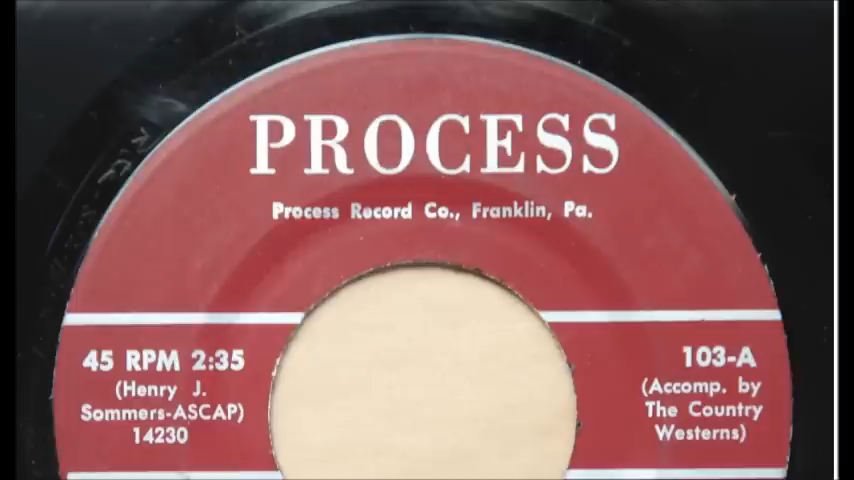 PROCESS
Process Record Co., Franklin, Pa.
45 RPM 2:35
(Henry J.
Sommers-ASCAP)
14230
103-A
(Accomp. by
The Country
Westerns)